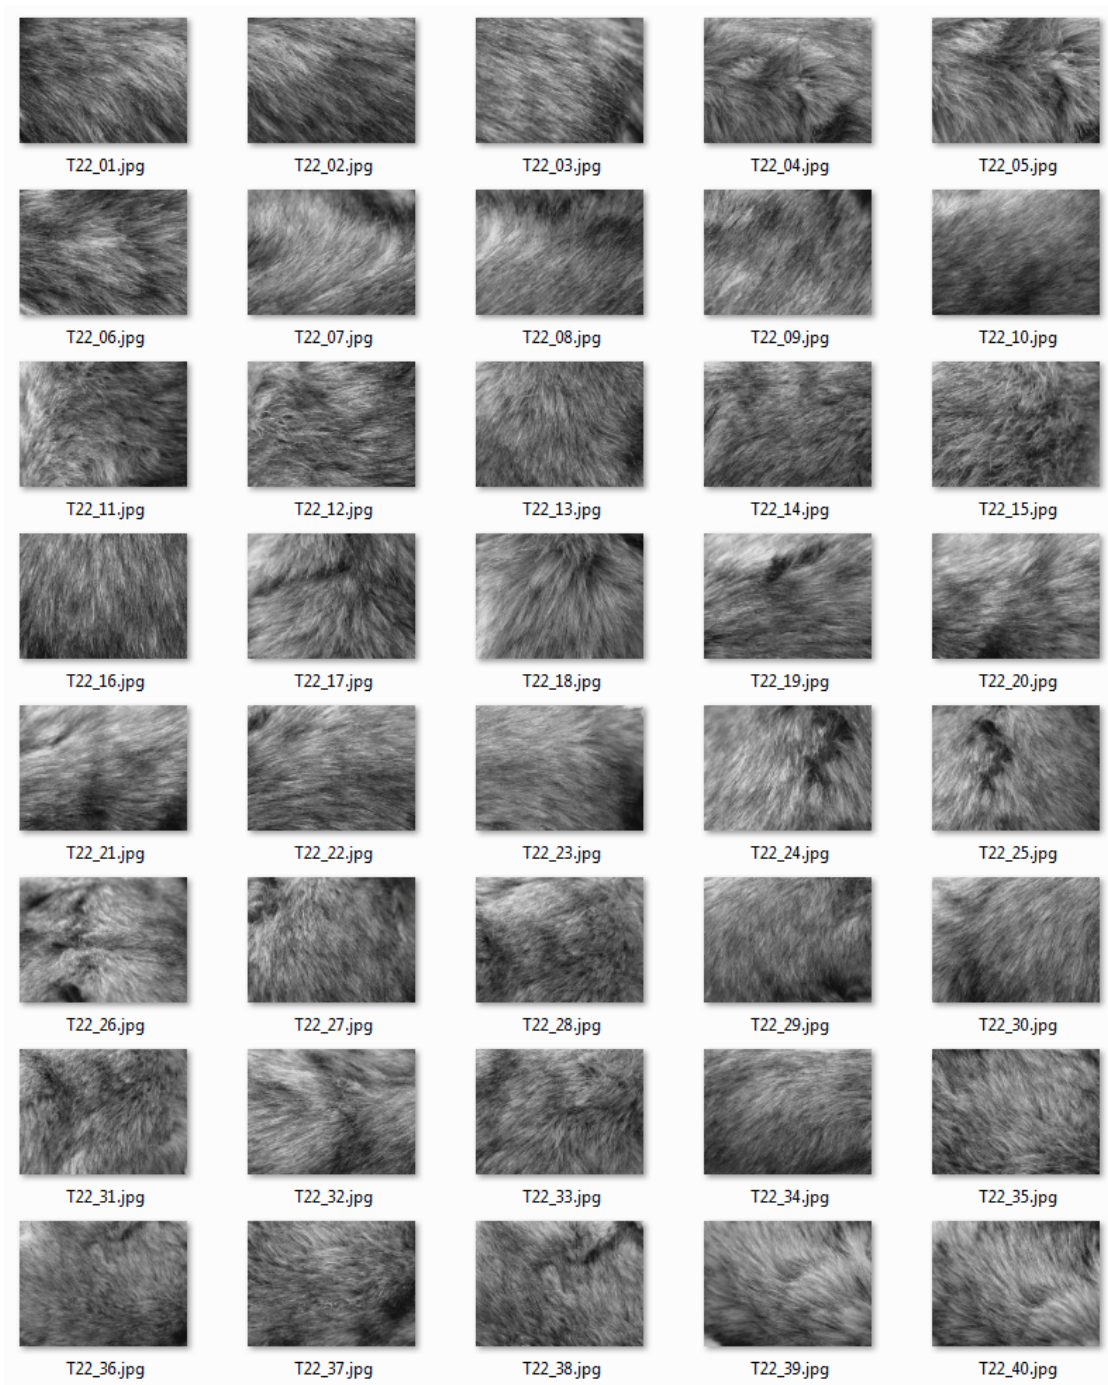 T22_01.jpg T22_02.jpg T22_03.jpg T22_04.jpg T22_05.jpg
T22_06.jpg T22_07.jpg T22_08.jpg T22_09.jpg T22_10.jpg
T22_11.jpg T22_12.jpg T22_13.jpg T22_14.jpg T22_15.jpg
T22_16.jpg T22_17.jpg T22_18.jpg T22_19.jpg T22_20.jpg
T22_21.jpg T22_22.jpg T22_23.jpg T22_24.jpg T22_25.jpg
T22_26.jpg T22_27.jpg T22_28.jpg T22_29.jpg T22_30.jpg
T22_31.jpg T22_32.jpg T22_33.jpg T22_34.jpg T22_35.jpg
T22_36.jpg T22_37.jpg T22_38.jpg T22_39.jpg T22_40.jpg